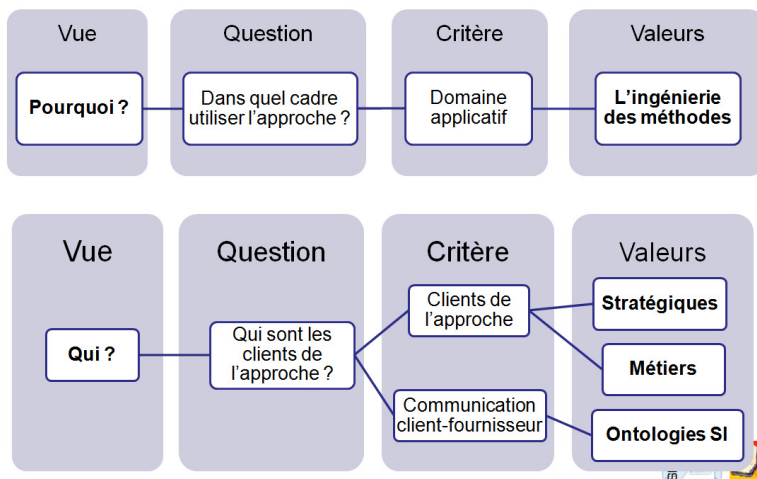 Vue
Question
Critère
Valeurs
Pourquoi ?
Dans quel cadre
utiliser l'approche ?
Domaine
applicatif
L'ingénierie
des méthodes
Vue
Question
Critère
Valeurs
Qui ?
Qui sont les
clients de
l'approche ?
Clients de
l'approche
Stratégiques
Métiers
Communication
client-fournisseur
Ontologies SI